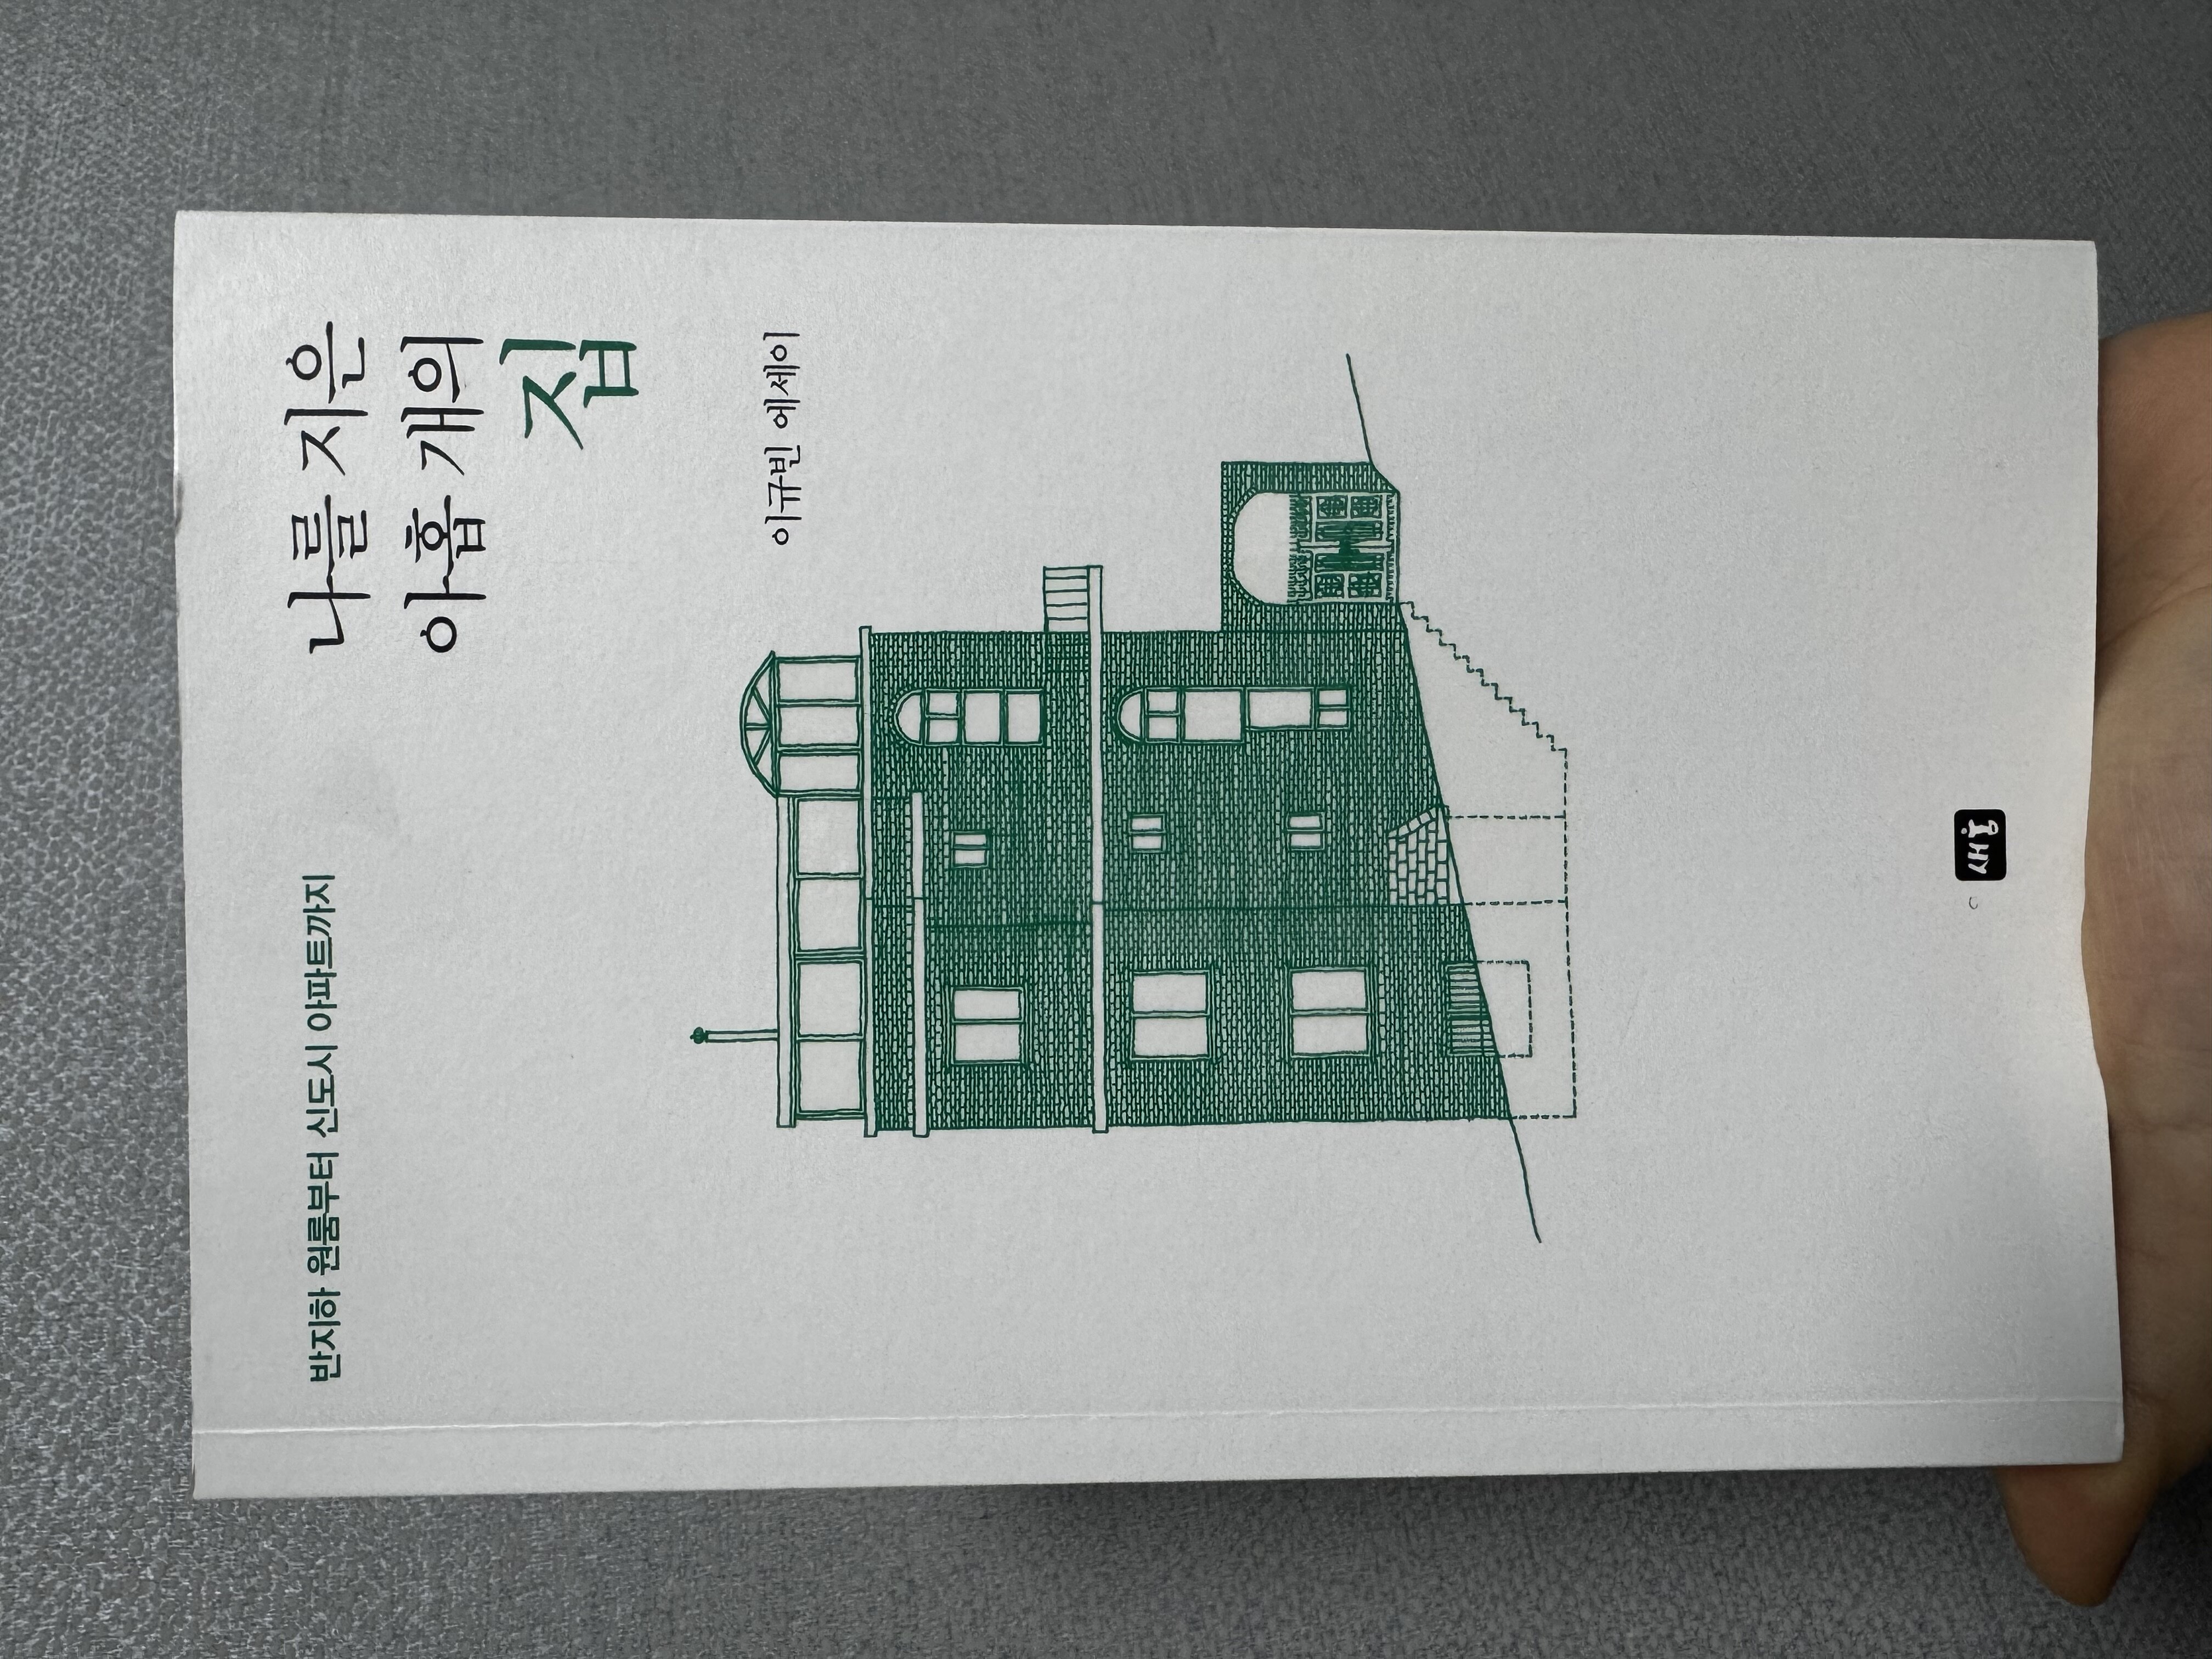 반지하 원룸부터 신도시 아파트까지
나를 지은
아홉 개의
집
이규빈 에세이
새움